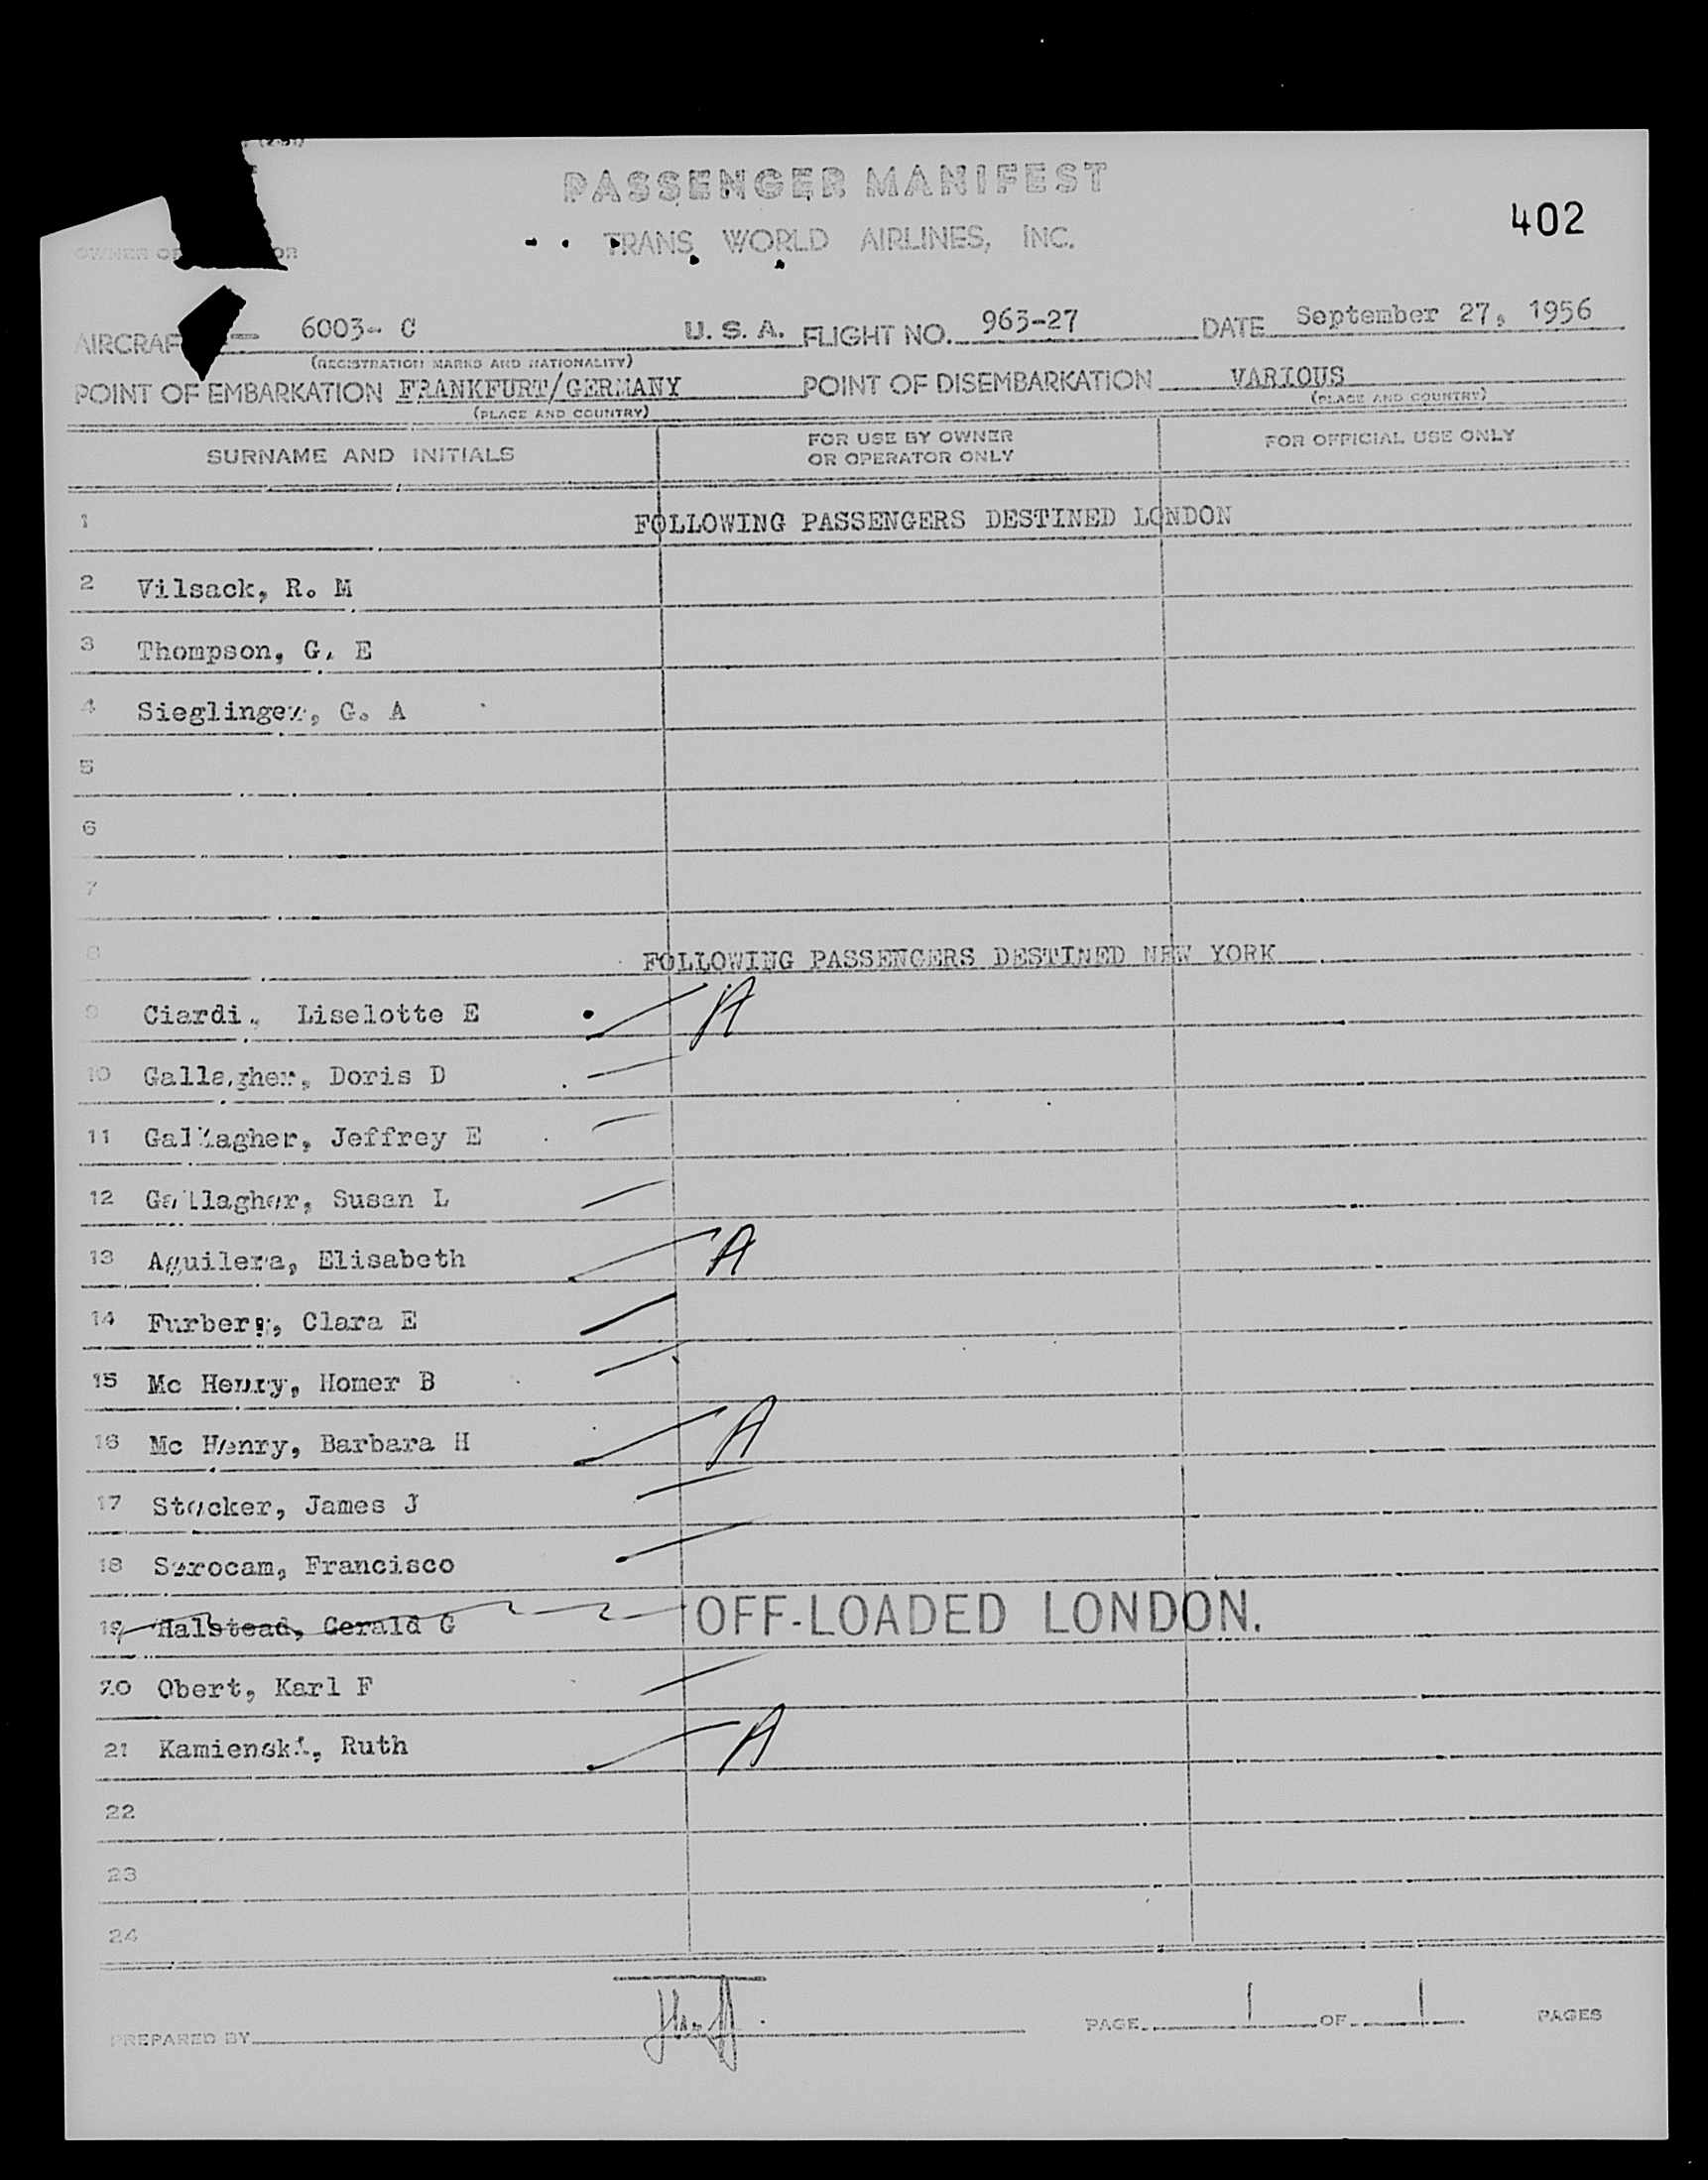 PASSENGER MANIFEST
402
TRANS WORLD AIRLINES, INC.
AIRCRAFT 6003- C U. S. A. FLIGHT NO. 963-27 DATE September 27, 1956
(REGISTRATION MARKS AND NATIONALITY)
POINT OF EMBARKATION FRANKFURT/GERMANY POINT OF DISEMBARKATION VARIOUS
(PLACE AND COUNTRY) (PLACE AND COUNTRY)
SURNAME AND INITIALS FOR USE BY OWNER OR OPERATOR ONLY FOR OFFICIAL USE ONLY
1 FOLLOWING PASSENGERS DESTINED LONDON
2 Vilsack, R. M
3 Thompson, G. E
4 Sieglinger, G. A
5
6
7
8 FOLLOWING PASSENGERS DESTINED NEW YORK
9 Ciardi, Liselotte E A
10 Gallagher, Doris D
11 Gallagher, Jeffrey E
12 Gallagher, Susan L
13 Aguilera, Elisabeth A
14 Furberg, Clara E
15 Mc Henry, Homer B
16 Mc Henry, Barbara H A
17 Stocker, James J
18 Francisco
19 Halstead, Gerald G OFF-LOADED LONDON.
20 Obert, Karl F
21 Kamienski, Ruth A
22
23
24
PREPARED BY PAGE 1 OF 1 PAGES